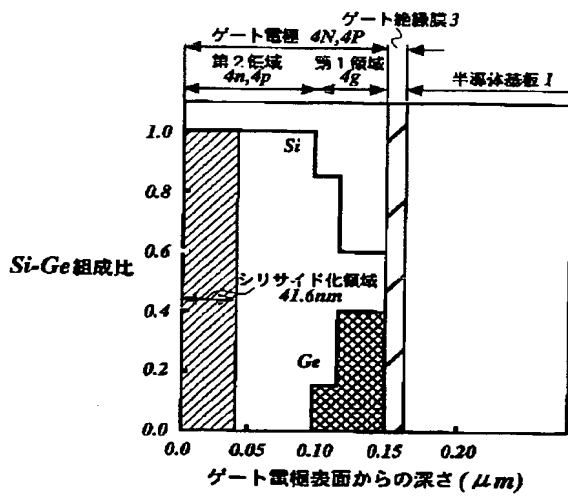 ゲート絶縁膜3
ゲート電極 4N,4P
第2領域
4n,4p
第1領域
4g
半導体基板 1
1.0
Si
0.8
0.6
Si-Ge組成比
シリサイド化領域
41.6nm
0.4
Ge
0.2
0.0
0.0 0.05 0.10 0.15 0.20
ゲート電極表面からの深さ(μm)